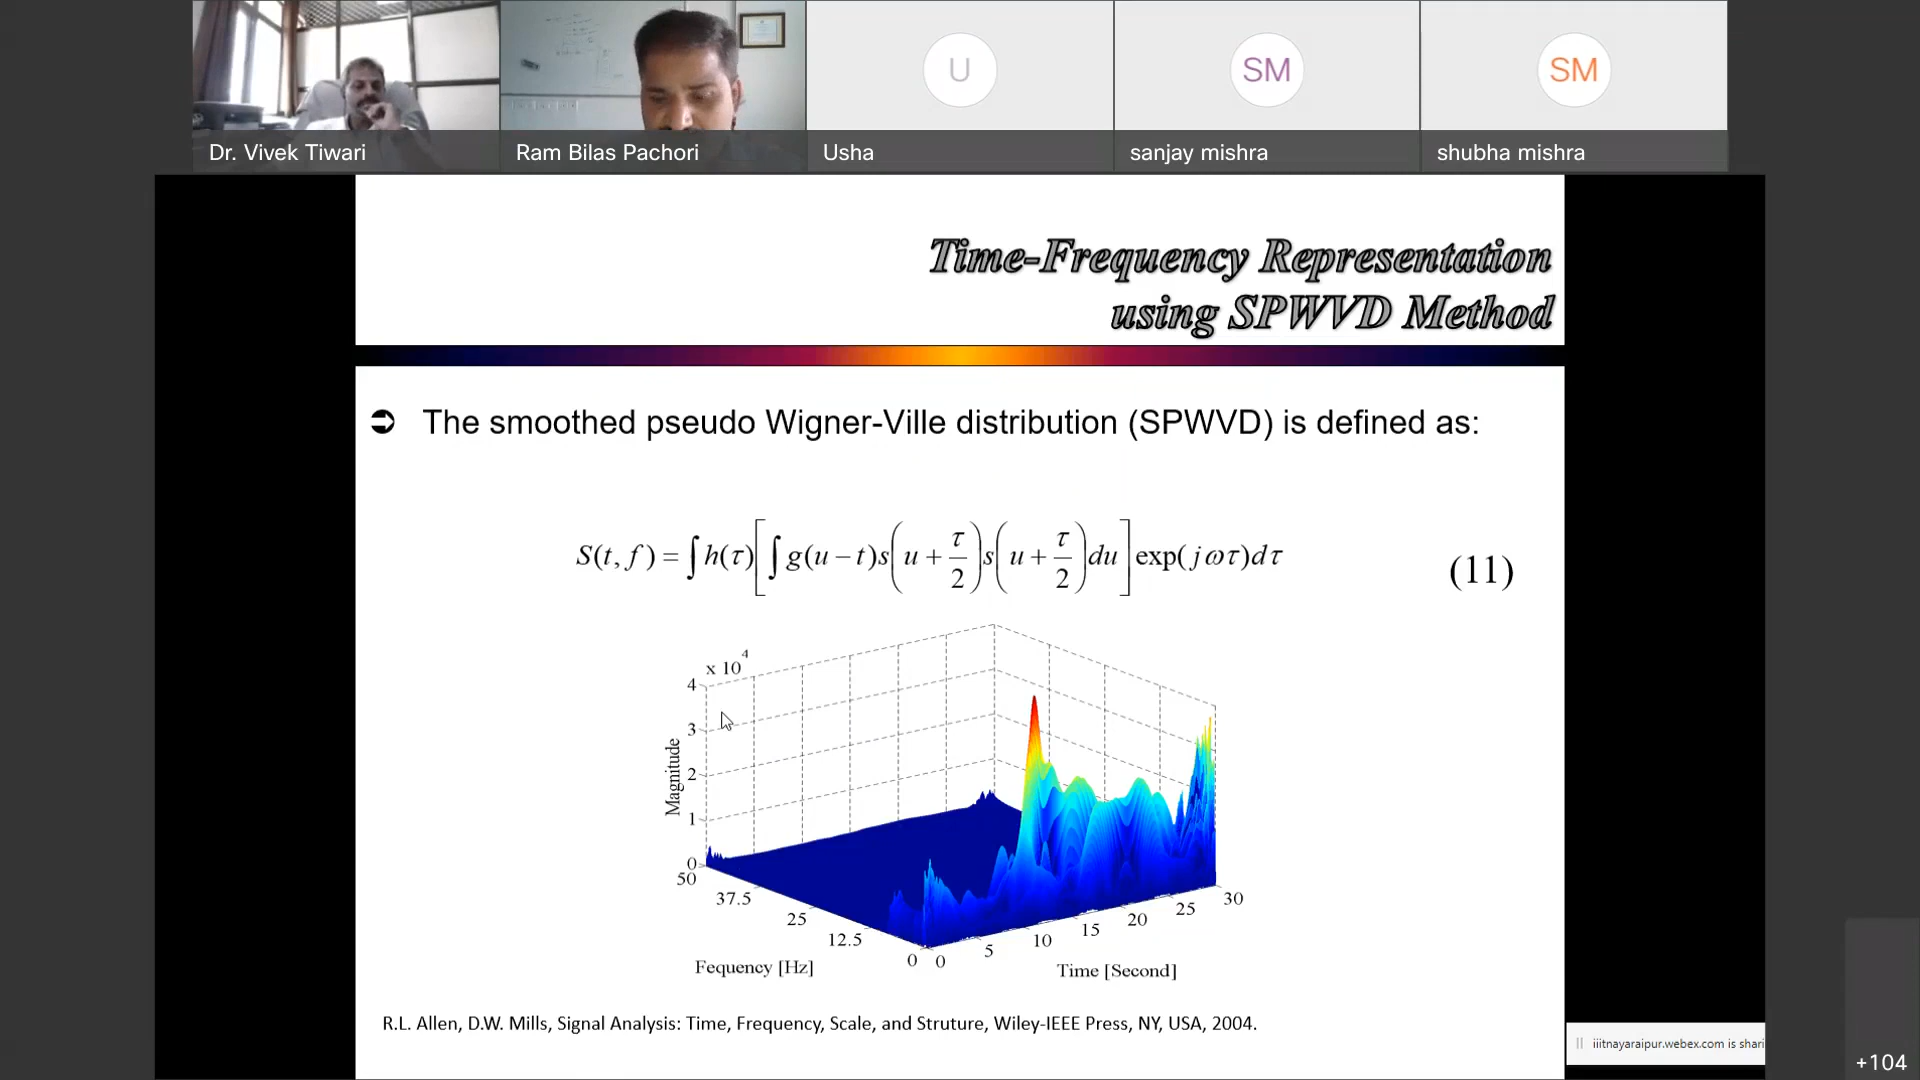 U
SM
SM
Dr. Vivek Tiwari
Ram Bilas Pachori
Usha
sanjay mishra
shubha mishra
Time-Frequency Representation
using SPWVD Method
➲ The smoothed pseudo Wigner-Ville distribution (SPWVD) is defined as:
S(t, f) = ∫ h(τ) [ ∫ g(u − t)s(u + τ/2)s(u + τ/2)du ] exp(jωτ)dτ (11)
x 10^4
4
3
2
1
0
Magnitude
50
37.5
25
12.5
0
Fequency [Hz]
0
5
10
15
20
25
30
Time [Second]
R.L. Allen, D.W. Mills, Signal Analysis: Time, Frequency, Scale, and Struture, Wiley-IEEE Press, NY, USA, 2004.
iiitnayaraipur.webex.com is shari
+104